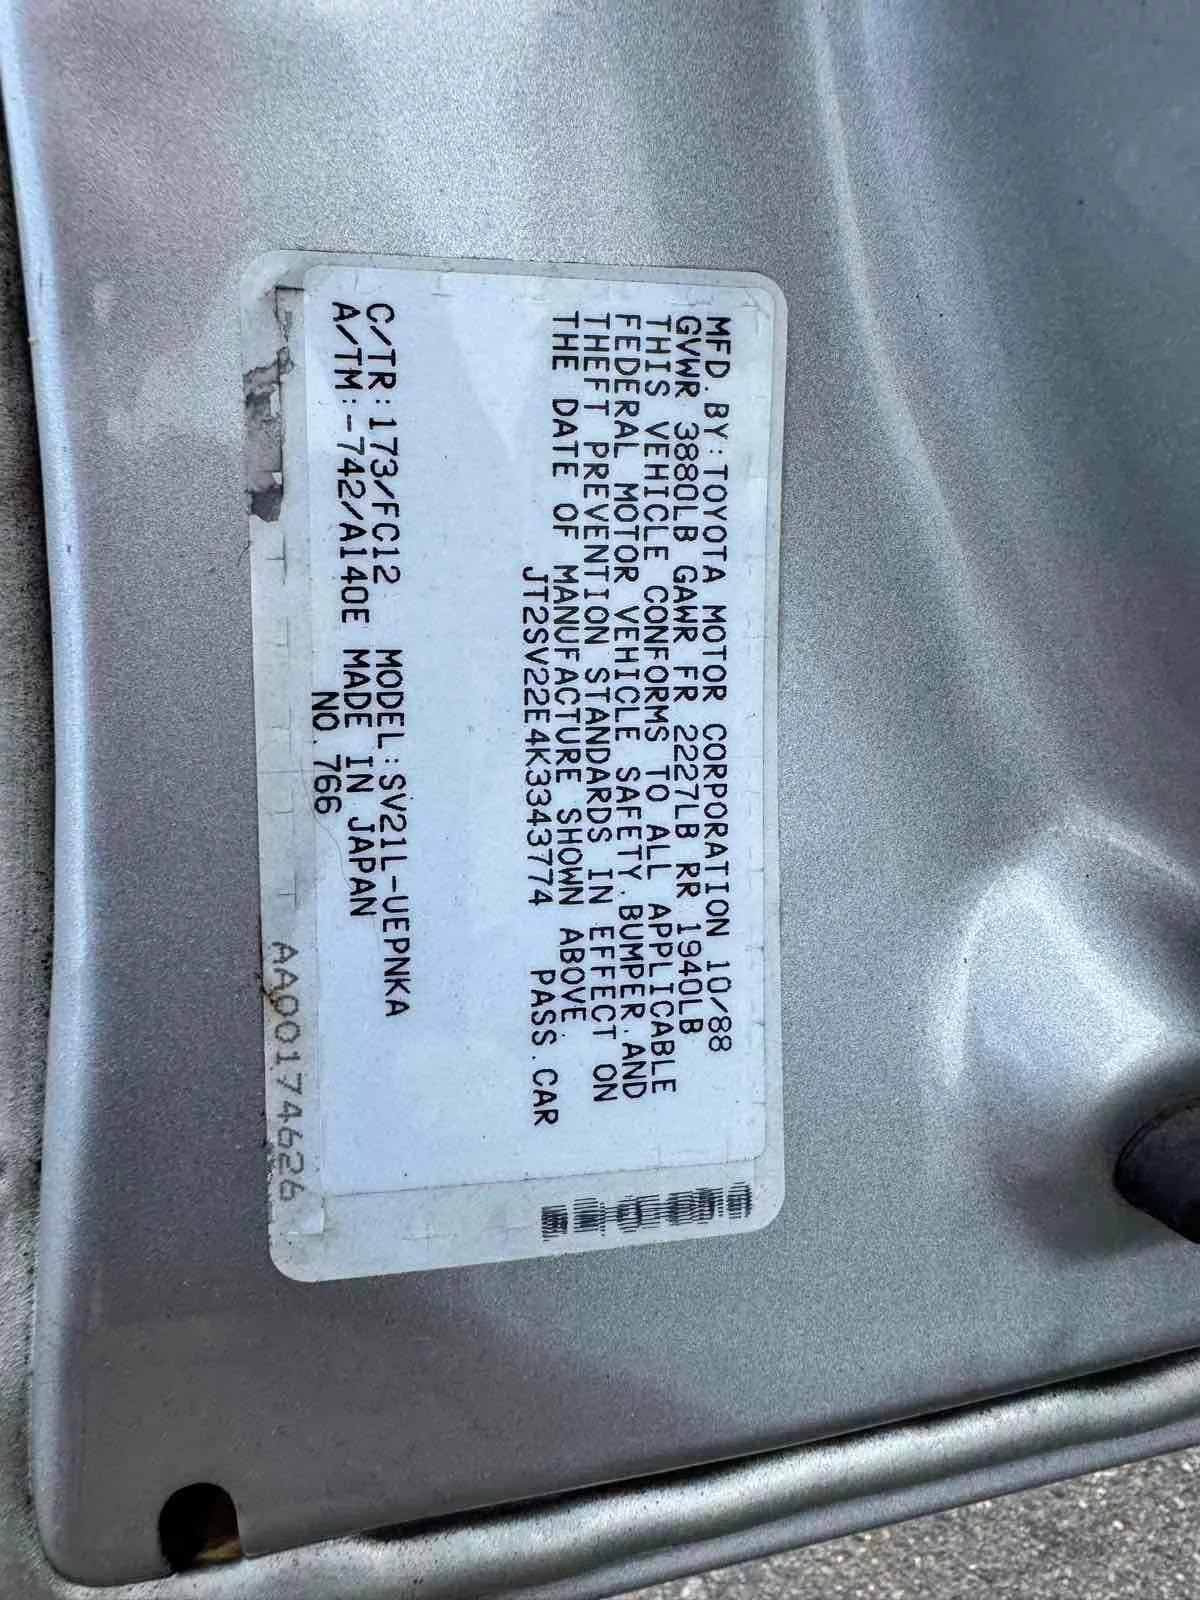 MFD.BY:TOYOTA MOTOR CORPORATION 10/88
GVWR 3880LB GAWR FR 2227LB RR 1940LB
THIS VEHICLE CONFORMS TO ALL APPLICABLE
FEDERAL MOTOR VEHICLE SAFETY,BUMPER,AND
THEFT PREVENTION STANDARDS IN EFFECT ON
THE DATE OF MANUFACTURE SHOWN ABOVE.
JT2SV22E4K3343774 PASS.CAR
C/TR:173/FC12 MODEL:SV21L-UEPNKA
A/TM:-742/A140E MADE IN JAPAN
NO.766
AA00174626